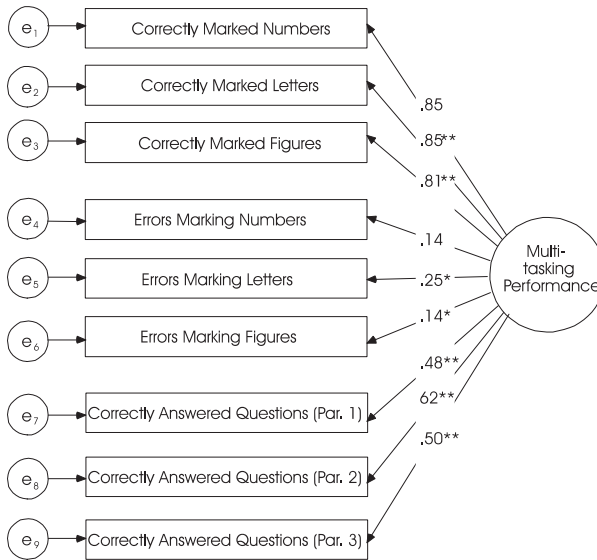 e₁
Correctly Marked Numbers
e₂
Correctly Marked Letters
e₃
Correctly Marked Figures
e₄
Errors Marking Numbers
e₅
Errors Marking Letters
e₆
Errors Marking Figures
e₇
Correctly Answered Questions (Par. 1)
e₈
Correctly Answered Questions (Par. 2)
e₉
Correctly Answered Questions (Par. 3)
.85
.85**
.81**
.14
.25*
.14*
.48**
62**
.50**
Multi-
tasking
Performance